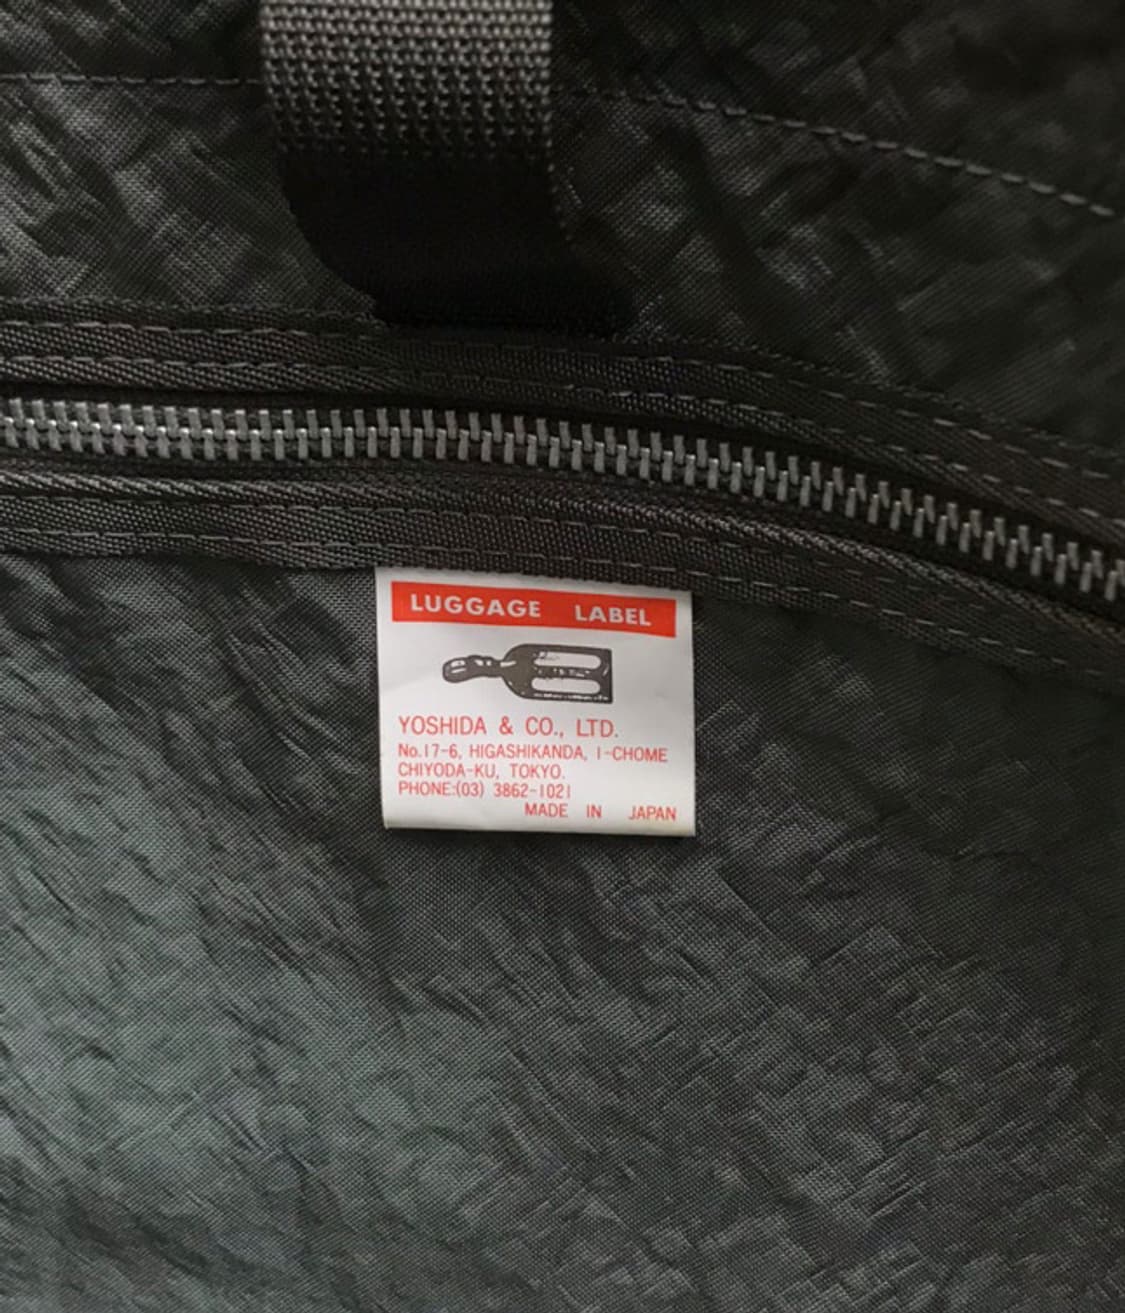 LUGGAGE LABEL
YOSHIDA & CO., LTD.
No.17-6, HIGASHIKANDA, 1-CHOME
CHIYODA-KU, TOKYO.
PHONE:(03) 3862-1021
MADE IN JAPAN